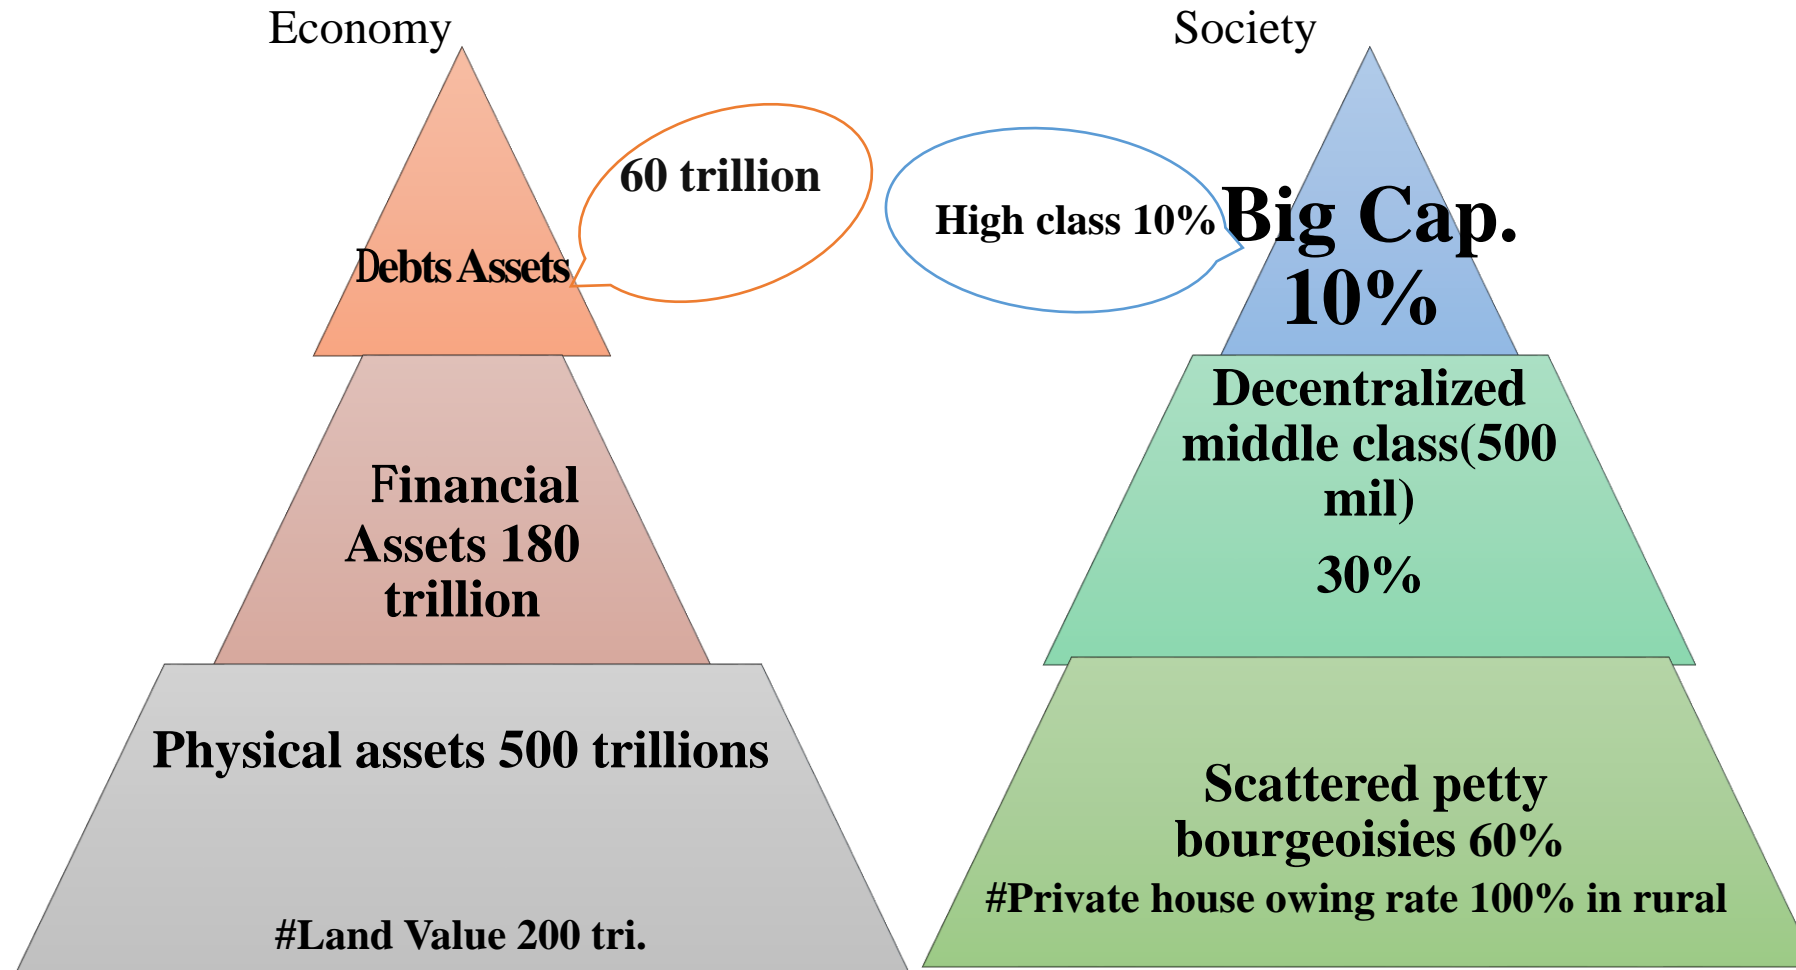 Economy
Debts Assets
60 trillion
Financial
Assets 180
trillion
Physical assets 500 trillions
#Land Value 200 tri.
Society
High class 10%
Big Cap.
10%
Decentralized
middle class(500
mil)
30%
Scattered petty
bourgeoisies 60%
#Private house owing rate 100% in rural